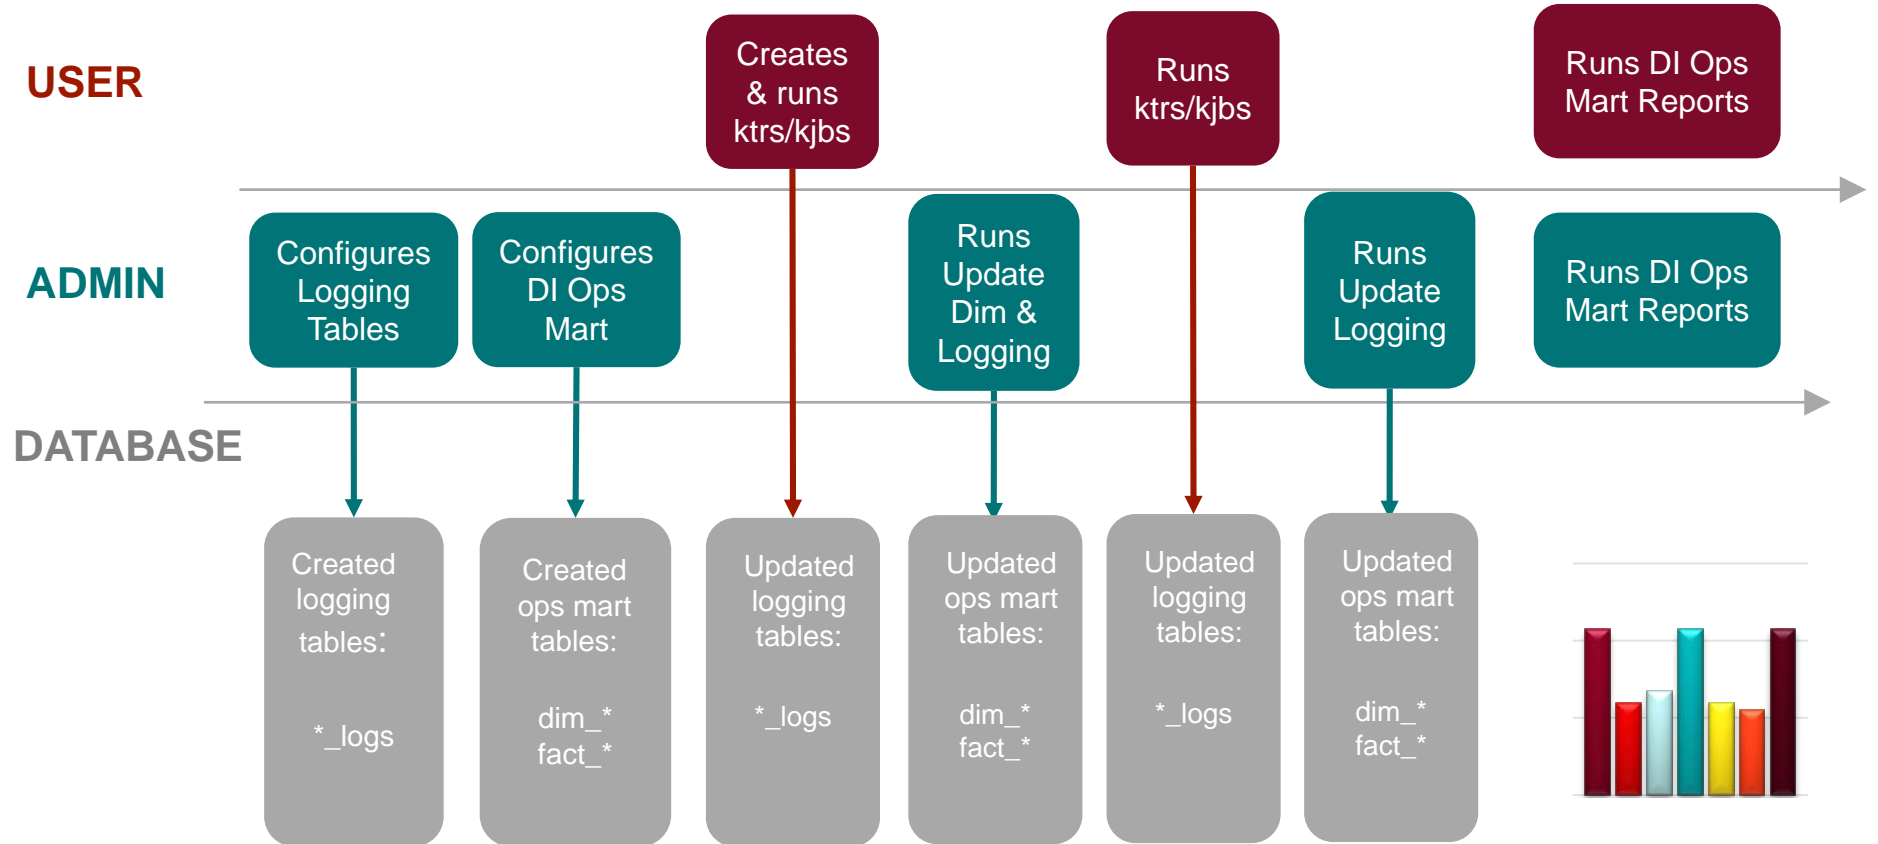 USER
Creates
& runs
ktrs/kjbs
Runs
ktrs/kjbs
Runs DI Ops
Mart Reports
ADMIN
Configures
Logging
Tables
Configures
DI Ops
Mart
Runs
Update
Dim &
Logging
Runs
Update
Logging
Runs DI Ops
Mart Reports
DATABASE
Created
logging
tables:
*_logs
Created
ops mart
tables:
dim_*
fact_*
Updated
logging
tables:
*_logs
Updated
ops mart
tables:
dim_*
fact_*
Updated
logging
tables:
*_logs
Updated
ops mart
tables:
dim_*
fact_*